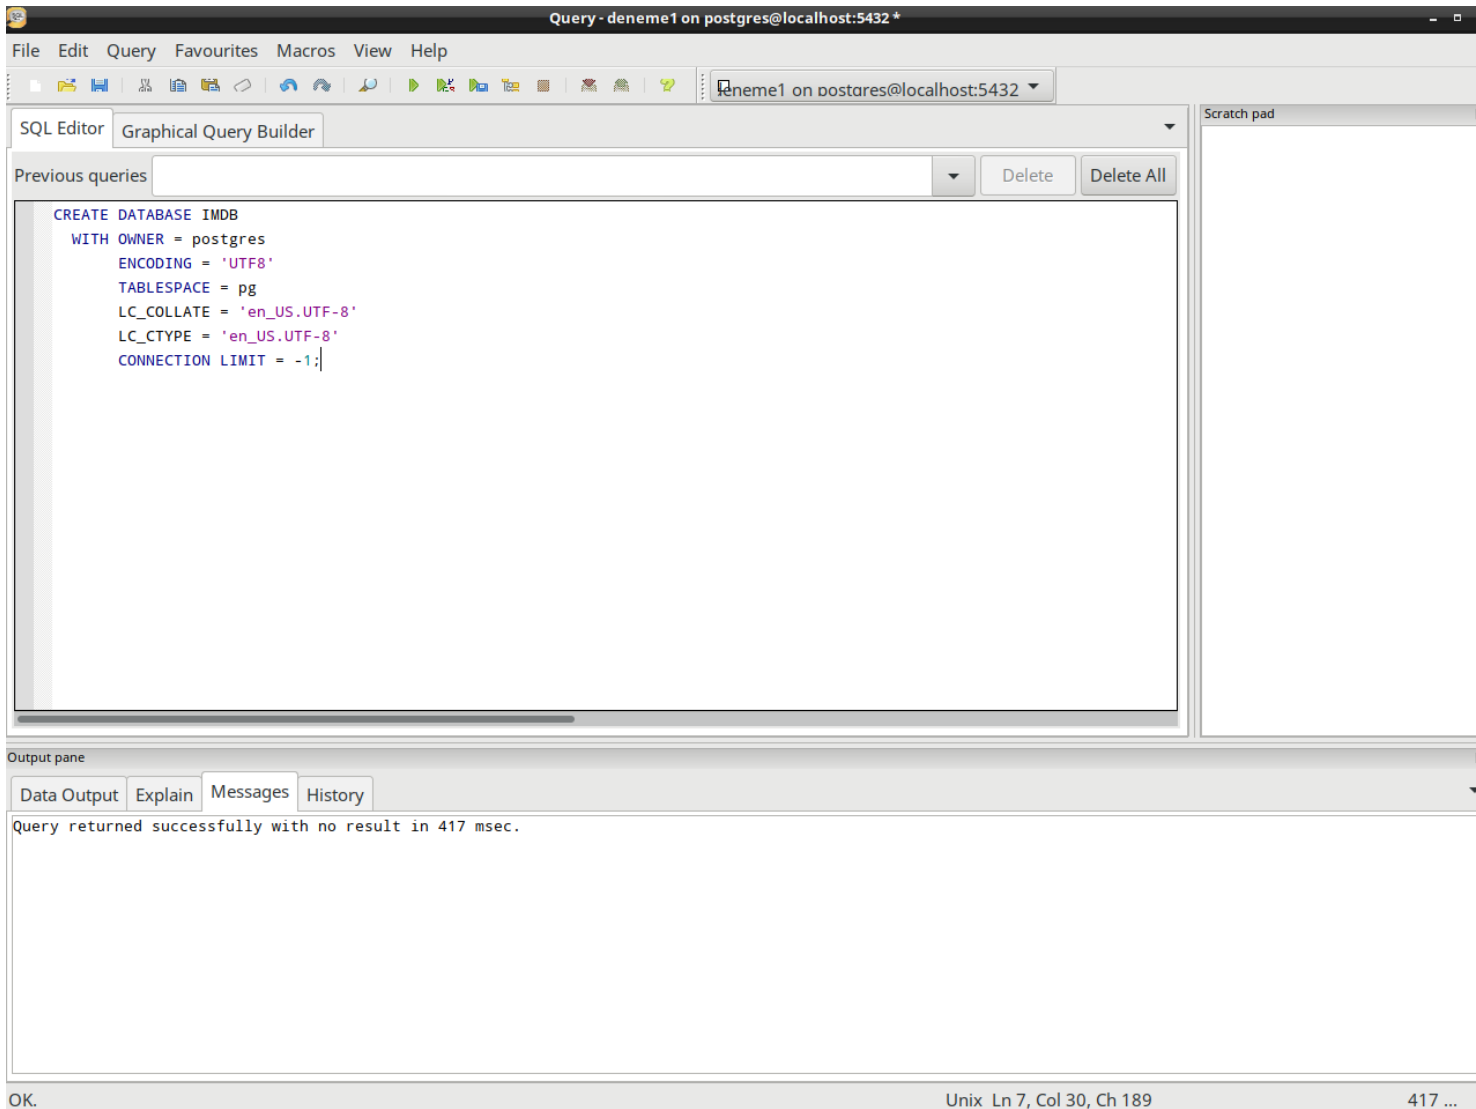 Query - deneme1 on postgres@localhost:5432 *
File Edit Query Favourites Macros View Help
deneme1 on postgres@localhost:5432
SQL Editor Graphical Query Builder
Scratch pad
Previous queries Delete Delete All
CREATE DATABASE IMDB
WITH OWNER = postgres
ENCODING = 'UTF8'
TABLESPACE = pg
LC_COLLATE = 'en_US.UTF-8'
LC_CTYPE = 'en_US.UTF-8'
CONNECTION LIMIT = -1;
Output pane
Data Output Explain Messages History
Query returned successfully with no result in 417 msec.
OK. Unix Ln 7, Col 30, Ch 189 417 ...